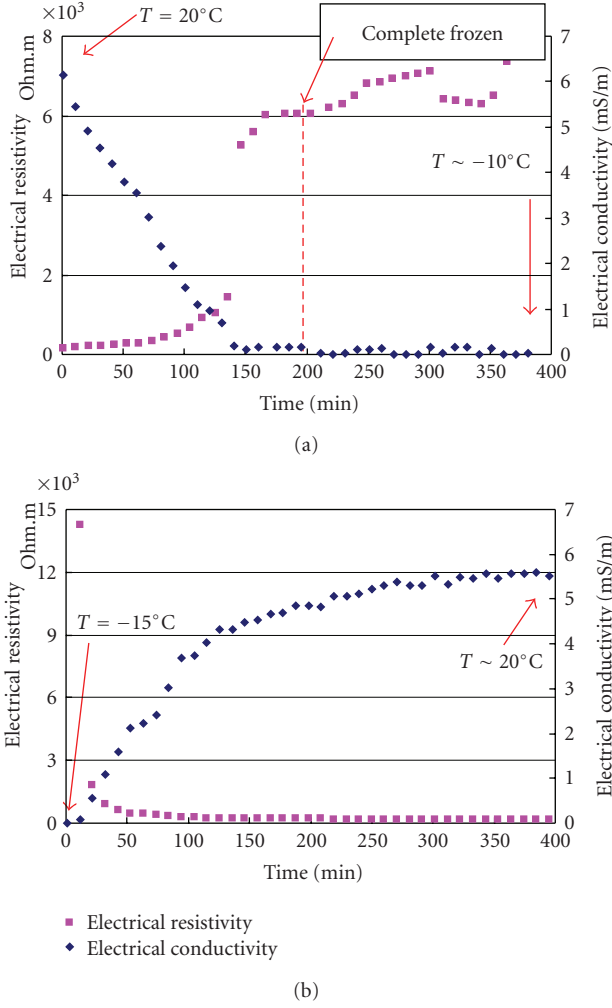 ×10³
T = 20°C
Complete frozen
8
6
4
2
0
Electrical resistivity Ohm.m
T ~ −10°C
7
6
5
4
3
2
1
0
Electrical conductivity (mS/m)
0 50 100 150 200 250 300 350 400
Time (min)
(a)
×10³
15
12
9
6
3
0
Electrical resistivity Ohm.m
T = −15°C
T ~ 20°C
7
6
5
4
3
2
1
0
Electrical conductivity (mS/m)
0 50 100 150 200 250 300 350 400
Time (min)
Electrical resistivity
Electrical conductivity
(b)